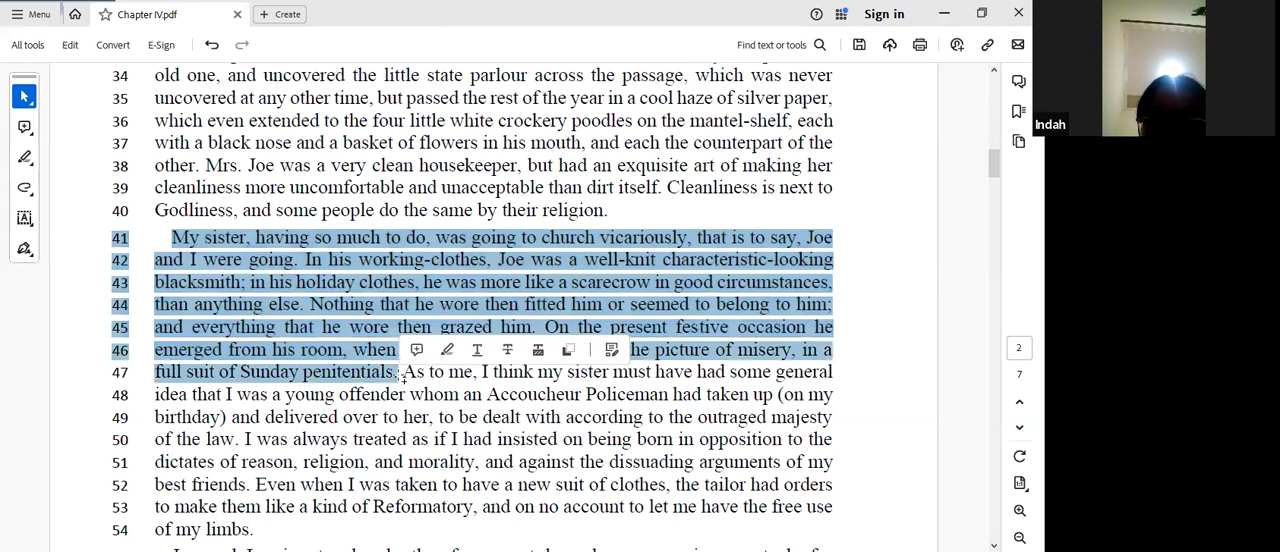 Menu
Chapter IV.pdf
Create
Sign in
All tools
Edit
Convert
E-Sign
Find text or tools
Indah
34 old one, and uncovered the little state parlour across the passage, which was never
35 uncovered at any other time, but passed the rest of the year in a cool haze of silver paper,
36 which even extended to the four little white crockery poodles on the mantel-shelf, each
37 with a black nose and a basket of flowers in his mouth, and each the counterpart of the
38 other. Mrs. Joe was a very clean housekeeper, but had an exquisite art of making her
39 cleanliness more uncomfortable and unacceptable than dirt itself. Cleanliness is next to
40 Godliness, and some people do the same by their religion.
41 My sister, having so much to do, was going to church vicariously, that is to say, Joe
42 and I were going. In his working-clothes, Joe was a well-knit characteristic-looking
43 blacksmith; in his holiday clothes, he was more like a scarecrow in good circumstances,
44 than anything else. Nothing that he wore then fitted him or seemed to belong to him;
45 and everything that he wore then grazed him. On the present festive occasion he
46 emerged from his room, when he picture of misery, in a
47 full suit of Sunday penitentials. As to me, I think my sister must have had some general
48 idea that I was a young offender whom an Accoucheur Policeman had taken up (on my
49 birthday) and delivered over to her, to be dealt with according to the outraged majesty
50 of the law. I was always treated as if I had insisted on being born in opposition to the
51 dictates of reason, religion, and morality, and against the dissuading arguments of my
52 best friends. Even when I was taken to have a new suit of clothes, the tailor had orders
53 to make them like a kind of Reformatory, and on no account to let me have the free use
54 of my limbs.
2
7